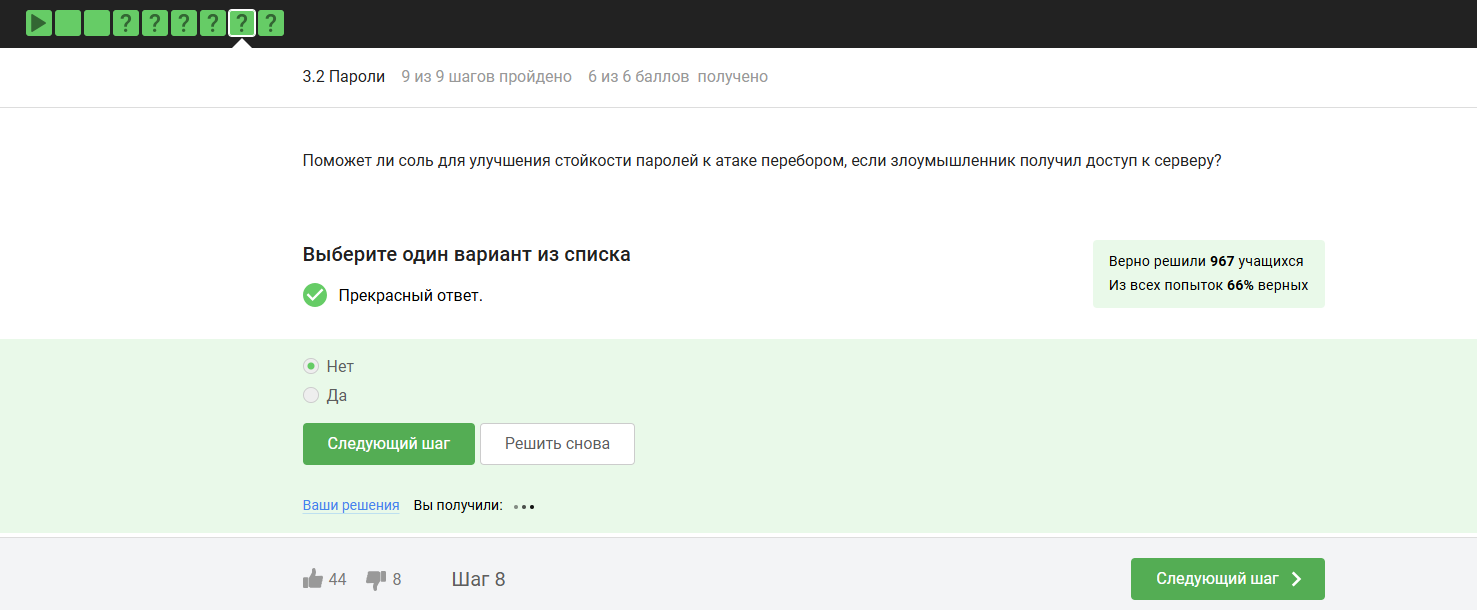 ? ? ? ? ? ?
3.2 Пароли 9 из 9 шагов пройдено 6 из 6 баллов получено
Поможет ли соль для улучшения стойкости паролей к атаке перебором, если злоумышленник получил доступ к серверу?
Выберите один вариант из списка
Прекрасный ответ.
Верно решили 967 учащихся
Из всех попыток 66% верных
Нет
Да
Следующий шаг Решить снова
Ваши решения Вы получили:
44 8 Шаг 8 Следующий шаг